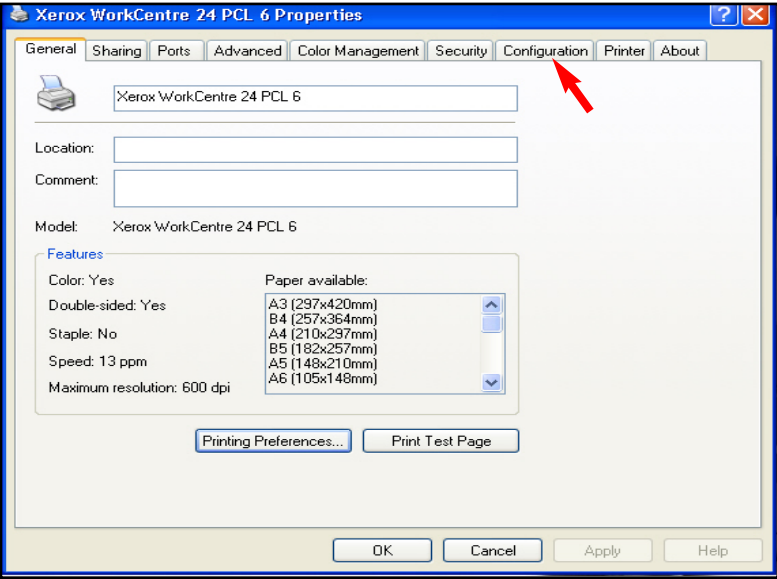 Xerox WorkCentre 24 PCL 6 Properties
General Sharing Ports Advanced Color Management Security Configuration Printer About
Xerox WorkCentre 24 PCL 6
Location:
Comment:
Model: Xerox WorkCentre 24 PCL 6
Features
Color: Yes Paper available:
Double-sided: Yes A3 (297x420mm)
B4 (257x364mm)
Staple: No A4 (210x297mm)
B5 (182x257mm)
Speed: 13 ppm A5 (148x210mm)
A6 (105x148mm)
Maximum resolution: 600 dpi
Printing Preferences... Print Test Page
OK Cancel Apply Help